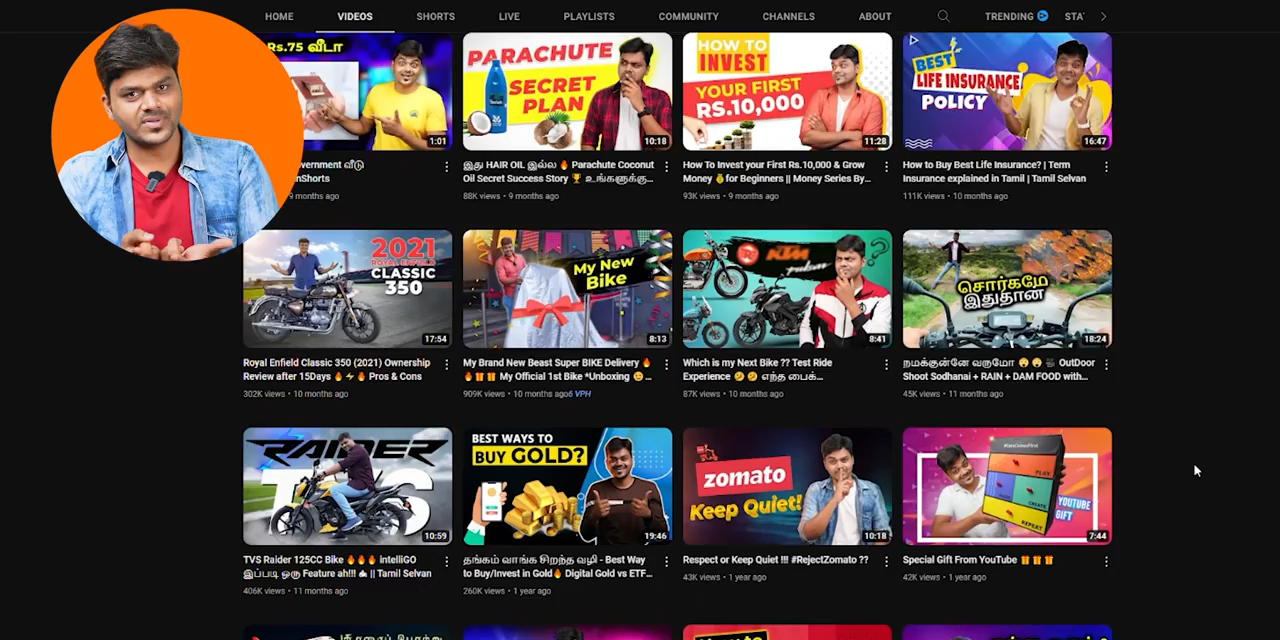 HOME VIDEOS SHORTS LIVE PLAYLISTS COMMUNITY CHANNELS ABOUT TRENDING
Rs.75 வீடா
1:01
PARACHUTE
SECRET
PLAN
10:18
HOW TO
INVEST
YOUR FIRST
RS.10,000
11:28
BEST
LIFE INSURANCE
POLICY
16:47
வீடு
nShorts
9 months ago
இது HAIR OIL இல்ல 🔥 Parachute Coconut
Oil Secret Success Story 🏆 உங்களுக்கு...
88K views • 9 months ago
How To Invest your First Rs.10,000 & Grow
Money 💰 for Beginners || Money Series By...
93K views • 9 months ago
How to Buy Best Life Insurance? | Term
Insurance explained in Tamil | Tamil Selvan
111K views • 10 months ago
2021
ROYAL ENFIELD
CLASSIC
350
17:54
My New
Bike
8:13
KTM
pulsar
8:41
சொர்கமே
இதுதான்
18:24
Royal Enfield Classic 350 (2021) Ownership
Review after 15Days 🔥⚡🔥 Pros & Cons
302K views • 10 months ago
My Brand New Beast Super BIKE Delivery 🔥
🔥🎁🎁 My Official 1st Bike *Unboxing 😉...
909K views • 10 months ago6 VPH
Which is my Next Bike ?? Test Ride
Experience 🤣🤣 எந்த பைக்...
87K views • 10 months ago
நமக்குன்னே வருமோ 😨😨 🎬 OutDoor
Shoot Sodhanai + RAIN + DAM FOOD with...
45K views • 11 months ago
RAIDER
TVS
10:59
BEST WAYS TO
BUY GOLD?
19:46
zomato
Keep Quiet!
10:18
PLAY
CREATE
REPEAT
YOUTUBE
GIFT
7:44
TVS Raider 125CC Bike 🔥🔥🔥 intelliGO
இப்படி ஒரு Feature ah!!! 👍 || Tamil Selvan
406K views • 11 months ago
தங்கம் வாங்க சிறந்த வழி - Best Way
to Buy/Invest in Gold🔥 Digital Gold vs ETF...
260K views • 1 year ago
Respect or Keep Quiet !!! #RejectZomato ??
43K views • 1 year ago
Special Gift From YouTube 🎁🎁🎁
42K views • 1 year ago